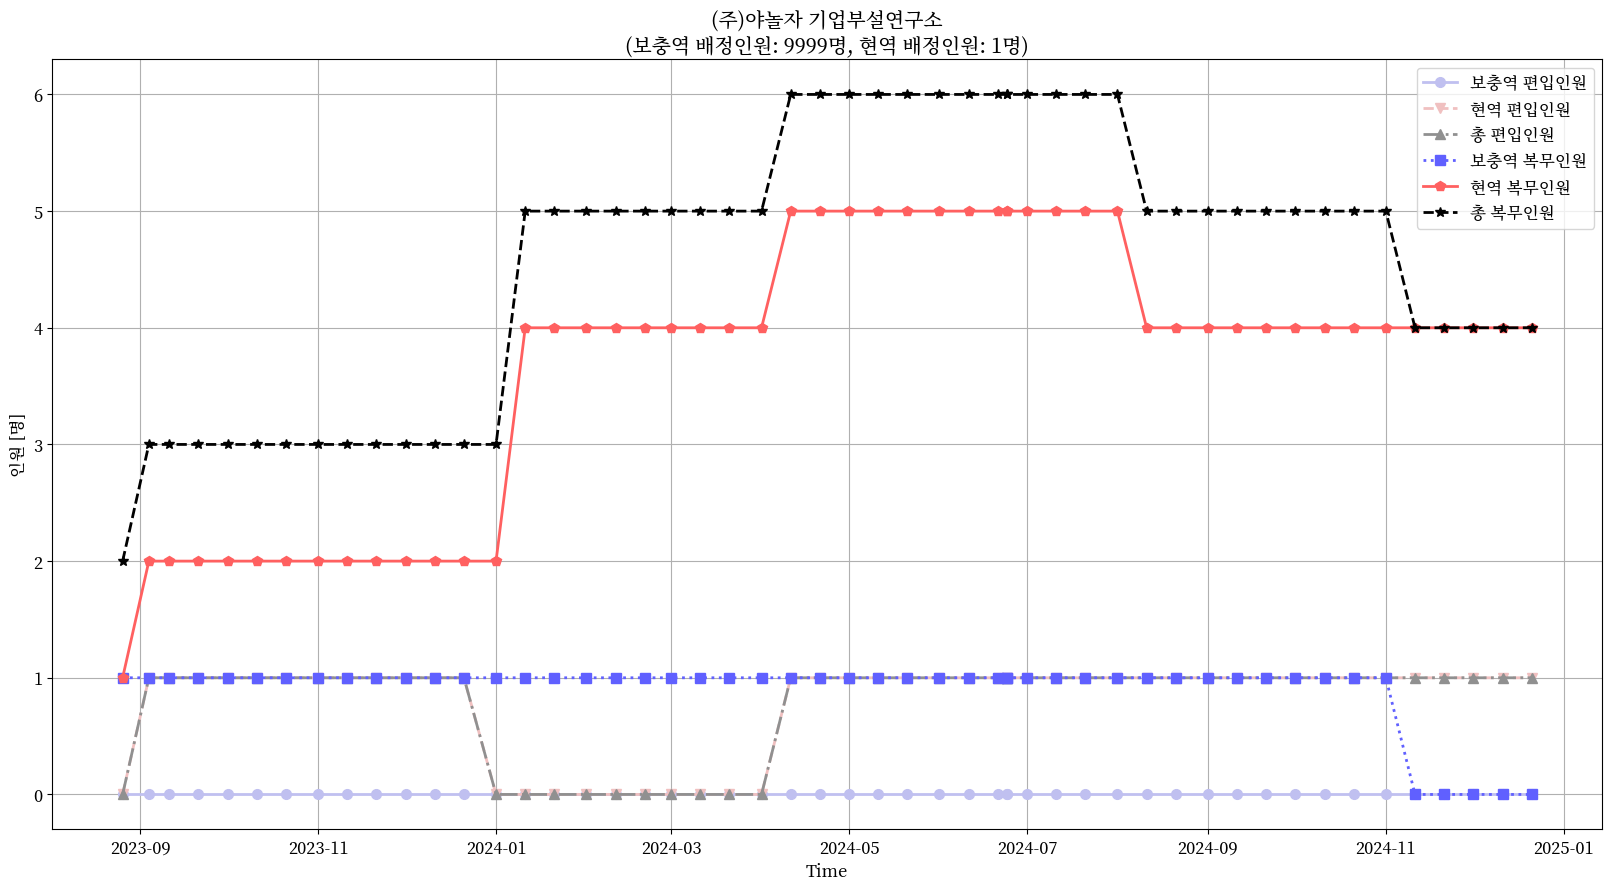 (주)야놀자 기업부설연구소
(보충역 배정인원: 9999명, 현역 배정인원: 1명)
보충역 편입인원
현역 편입인원
총 편입인원
보충역 복무인원
현역 복무인원
총 복무인원
6
5
4
3
2
1
0
인원 [명]
2023-09
2023-11
2024-01
2024-03
2024-05
2024-07
2024-09
2024-11
2025-01
Time